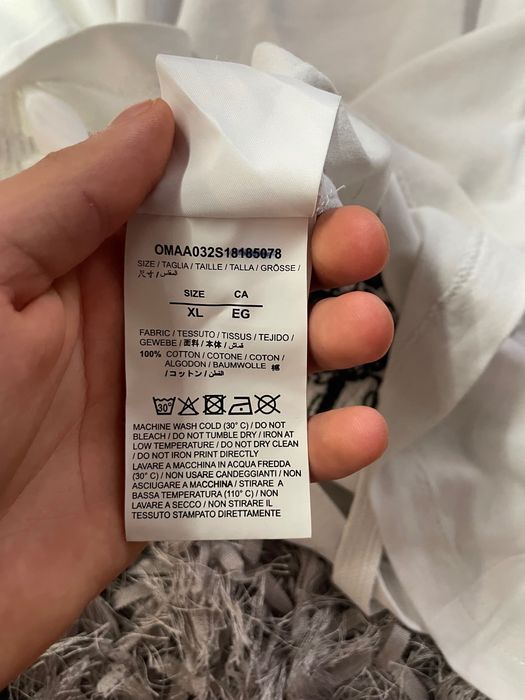 OMAA032S18185078
SIZE / TAGLIA / TAILLE / TALLA / GRÖSSE /
尺寸 / المقاس
SIZE CA
XL EG
FABRIC / TESSUTO / TISSUS / TEJIDO /
GEWEBE / 面料 / 本体 / قماش
100% COTTON / COTONE / COTON /
ALGODON / BAUMWOLLE 棉
/ コットン / القطن
30°
MACHINE WASH COLD (30° C) / DO NOT
BLEACH / DO NOT TUMBLE DRY / IRON AT
LOW TEMPERATURE / DO NOT DRY CLEAN
/ DO NOT IRON PRINT DIRECTLY
LAVARE A MACCHINA IN ACQUA FREDDA
(30° C) / NON USARE CANDEGGIANTI / NON
ASCIUGARE A MACCHINA / STIRARE A
BASSA TEMPERATURA (110° C) / NON
LAVARE A SECCO / NON STIRARE IL
TESSUTO STAMPATO DIRETTAMENTE